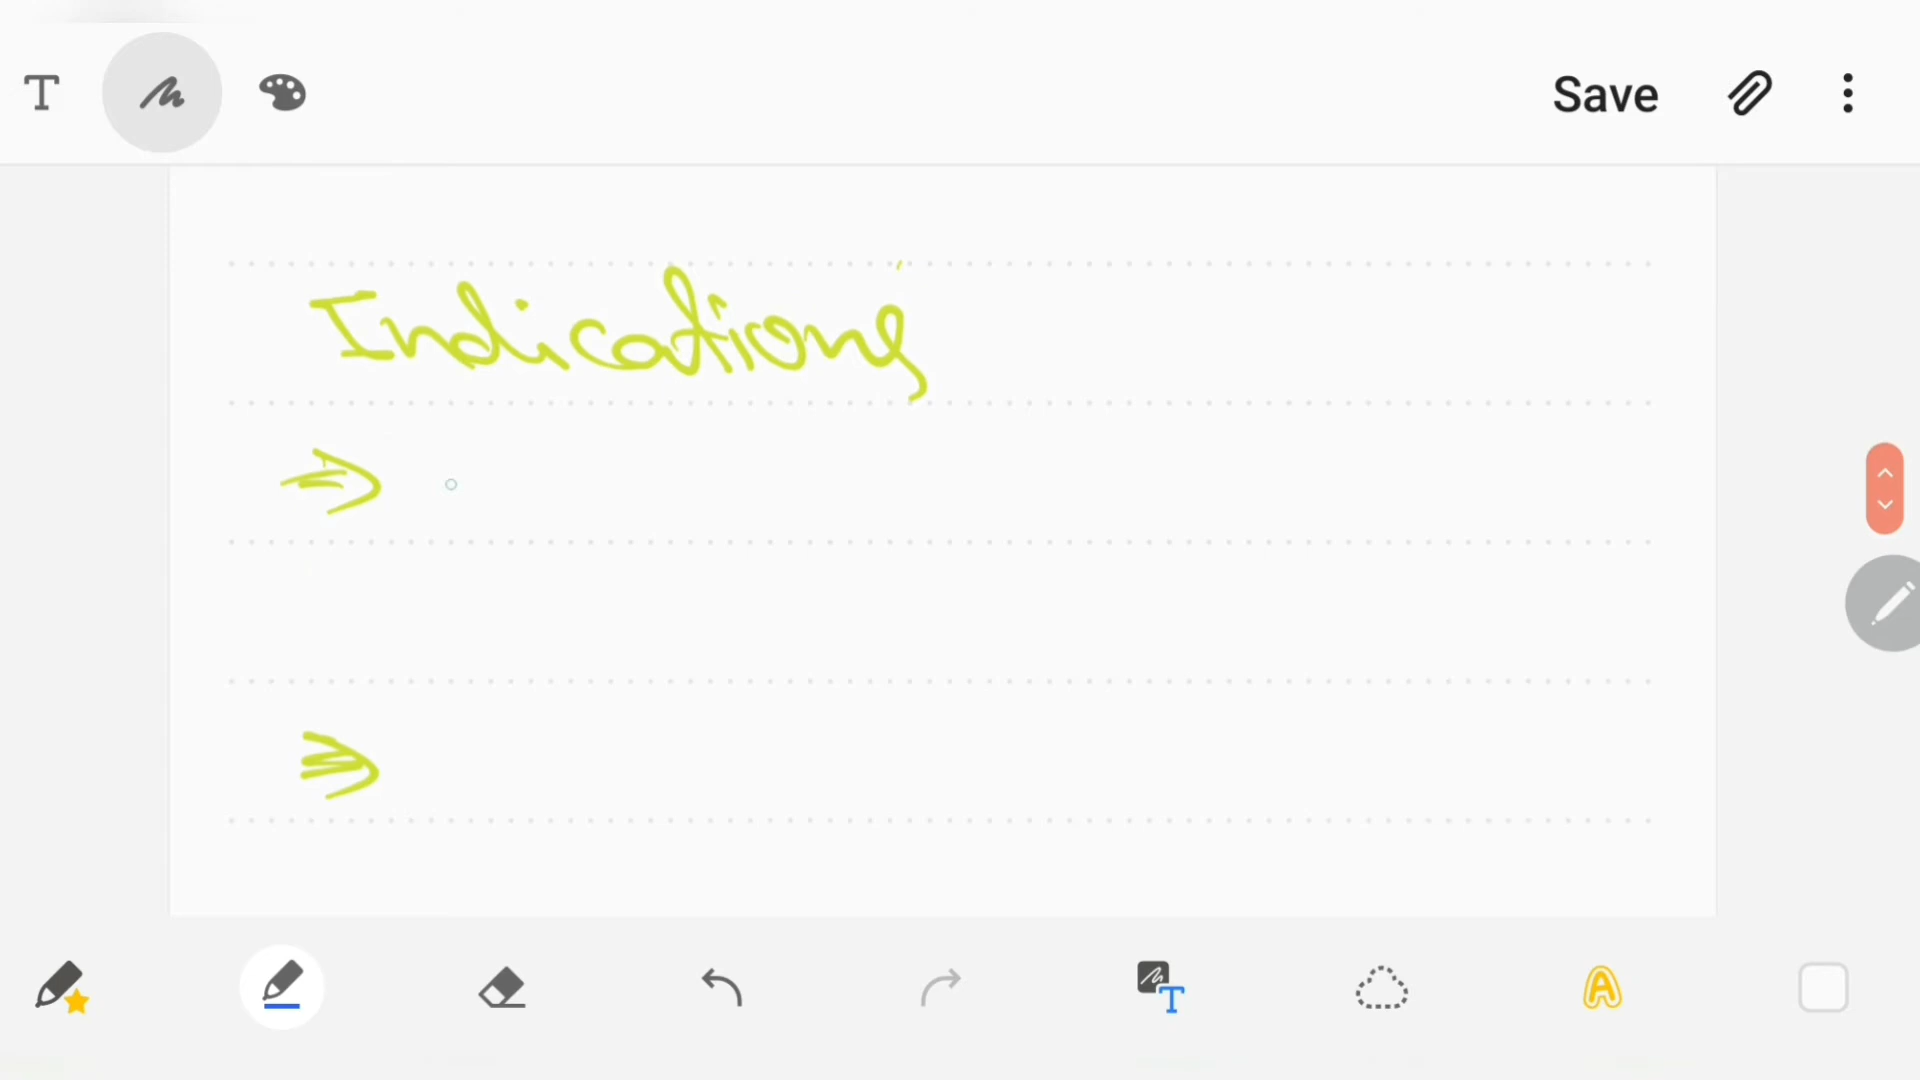 T Save
Indications
⇒
⇒
T A